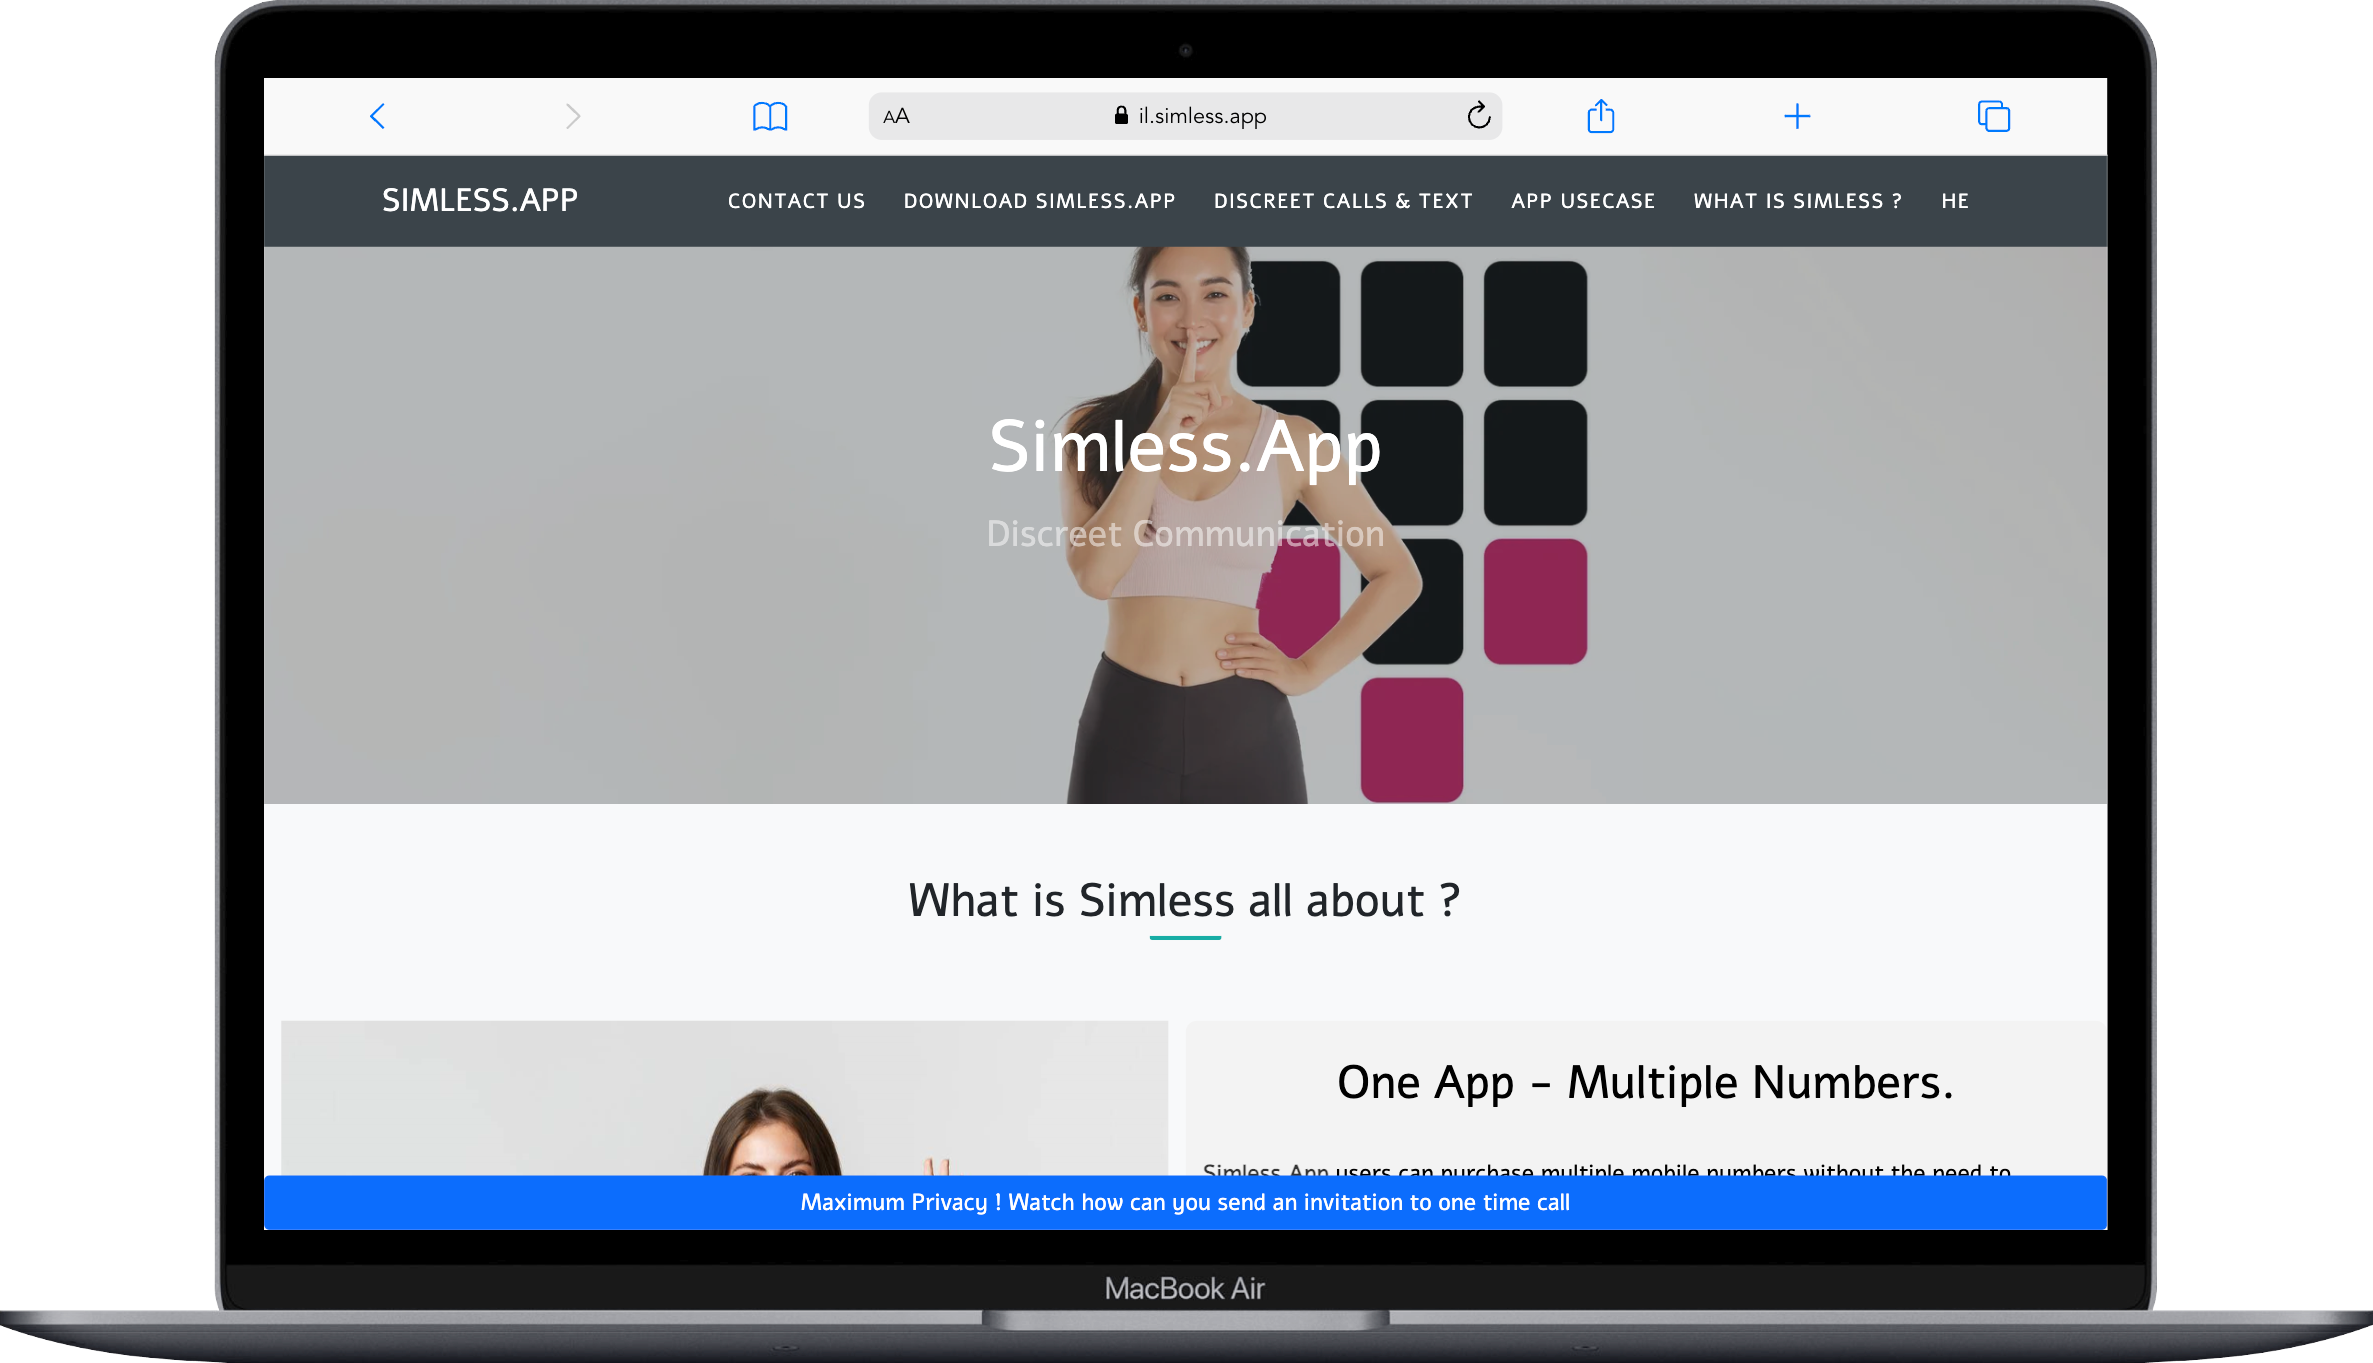 AA
il.simless.app
SIMLESS.APP
CONTACT US
DOWNLOAD SIMLESS.APP
DISCREET CALLS & TEXT
APP USECASE
WHAT IS SIMLESS ?
HE
Simless.App
Discreet Communication
What is Simless all about ?
One App – Multiple Numbers.
Simless App users can purchase multiple mobile numbers without the need to
Maximum Privacy ! Watch how can you send an invitation to one time call
MacBook Air